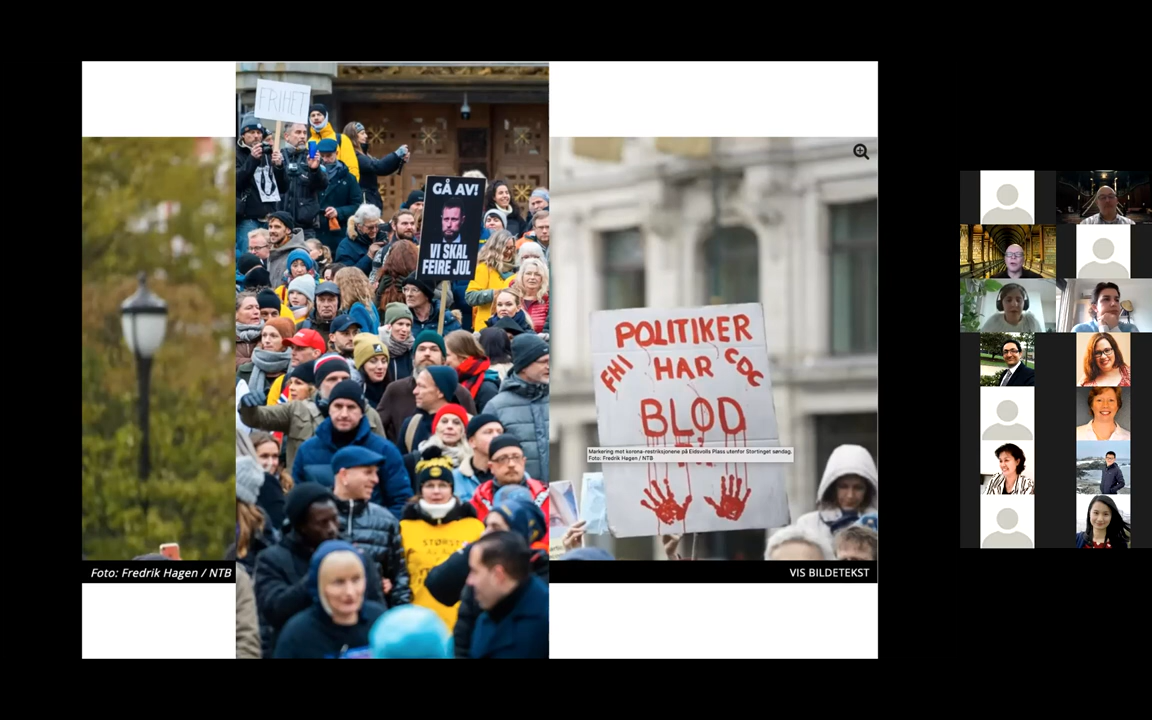 FRIHET
GÅ AV!
VI SKAL
FEIRE JUL
POLITIKER
FHI HAR CDC
BLOD
Markering mot korona-restriksjonene på Eidsvolls Plass utenfor Stortinget søndag.
Foto: Fredrik Hagen / NTB
Foto: Fredrik Hagen / NTB
VIS BILDETEKST